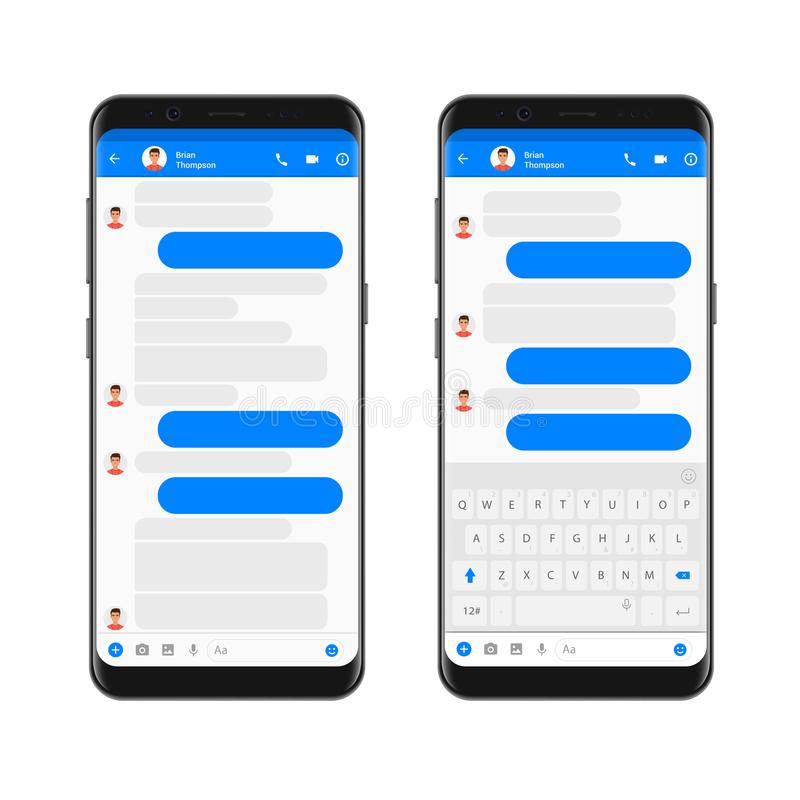 Brian
Thompson
Aa
Brian
Thompson
Q W E R T Y U I O P
A S D F G H J K L
Z X C V B N M
12#
Aa
dreamstime